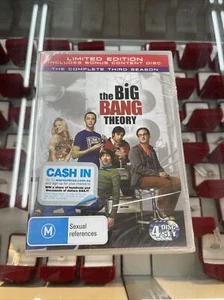 LIMITED EDITION
INCLUDES BONUS CONTENT DISC
THE COMPLETE THIRD SEASON
the BIG
BANG
THEORY
CASH IN
M
Sexual
references
4
DISC
SET